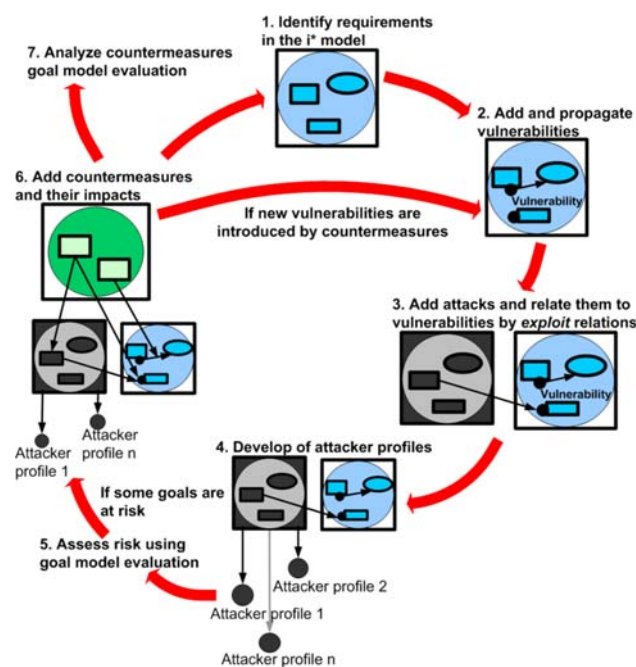 1. Identify requirements
in the i* model
7. Analyze countermeasures
goal model evaluation
2. Add and propagate
vulnerabilities
Vulnerability
6. Add countermeasures
and their impacts
If new vulnerabilities are
introduced by countermeasures
3. Add attacks and relate them to
vulnerabilities by exploit relations
Vulnerability
Attacker
profile 1
Attacker
profile n
4. Develop of attacker profiles
If some goals are
at risk
5. Assess risk using
goal model evaluation
Attacker profile 2
Attacker profile 1
Attacker profile n